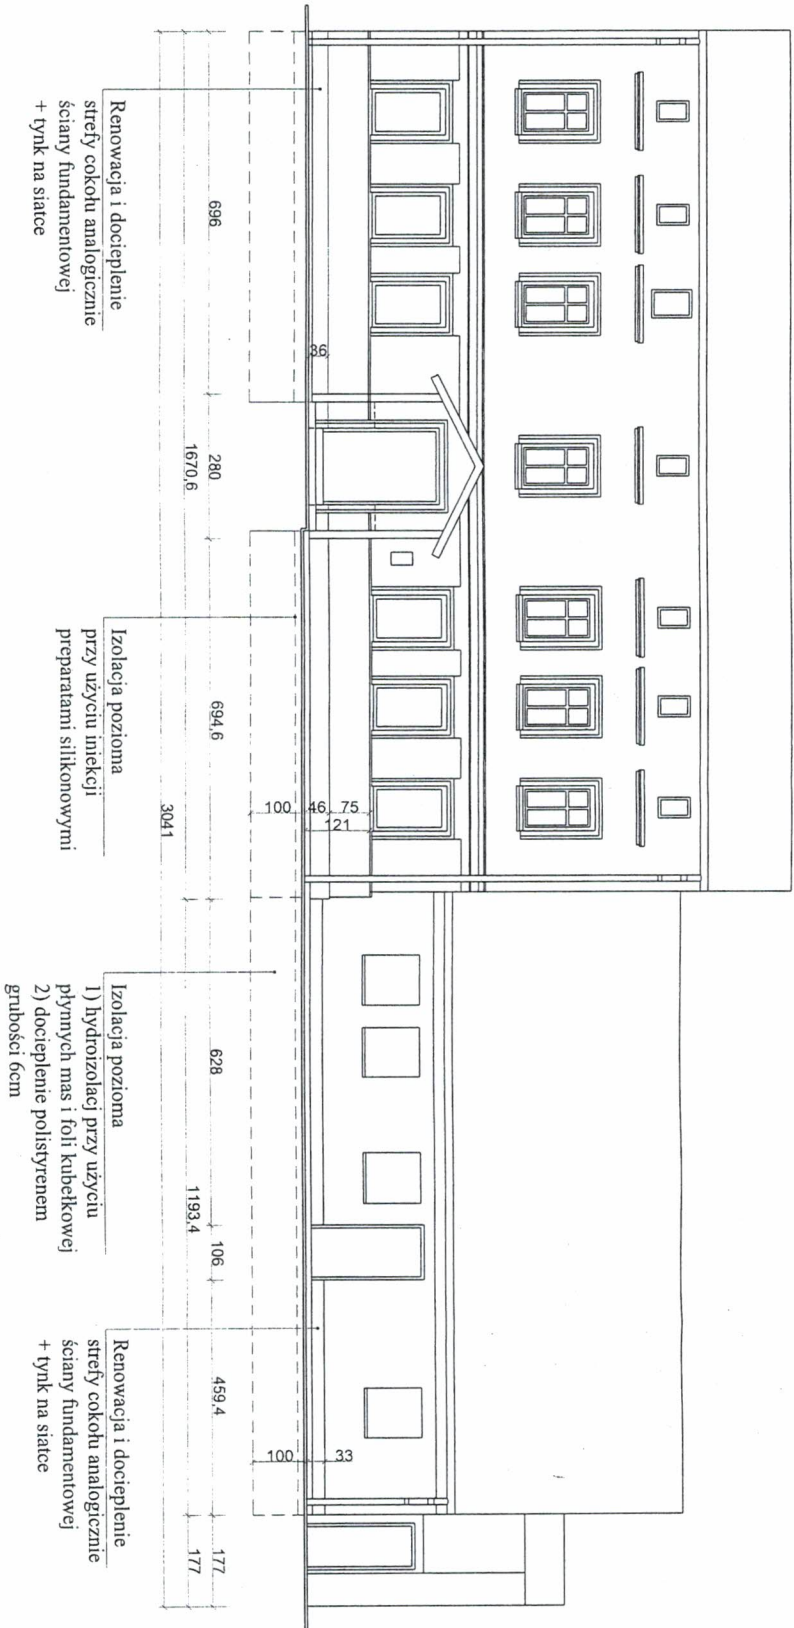 36
100
46
75
121
100
33
696
280
694,6
628
106
459,4
177
1670,6
1193,4
177
3041
Renowacja i docieplenie
strefy cokołu analogicznie
ściany fundamentowej
+ tynk na siatce
Izolacja pozioma
przy użyciu iniekcji
preparatami silikonowymi
Izolacja pozioma
1) hydroizolacj przy użyciu
płynnych mas i foli kubełkowej
2) docieplenie polistyrenem
grubości 6cm
Renowacja i docieplenie
strefy cokołu analogicznie
ściany fundamentowej
+ tynk na siatce